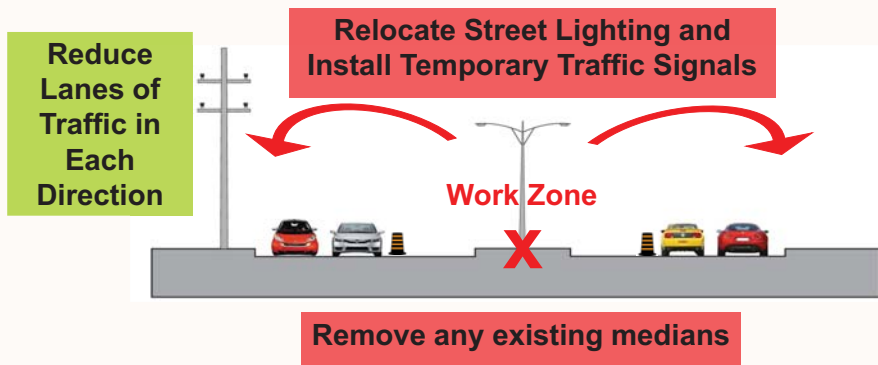 Reduce
Lanes of
Traffic in
Each
Direction
Relocate Street Lighting and
Install Temporary Traffic Signals
Work Zone
X
Remove any existing medians